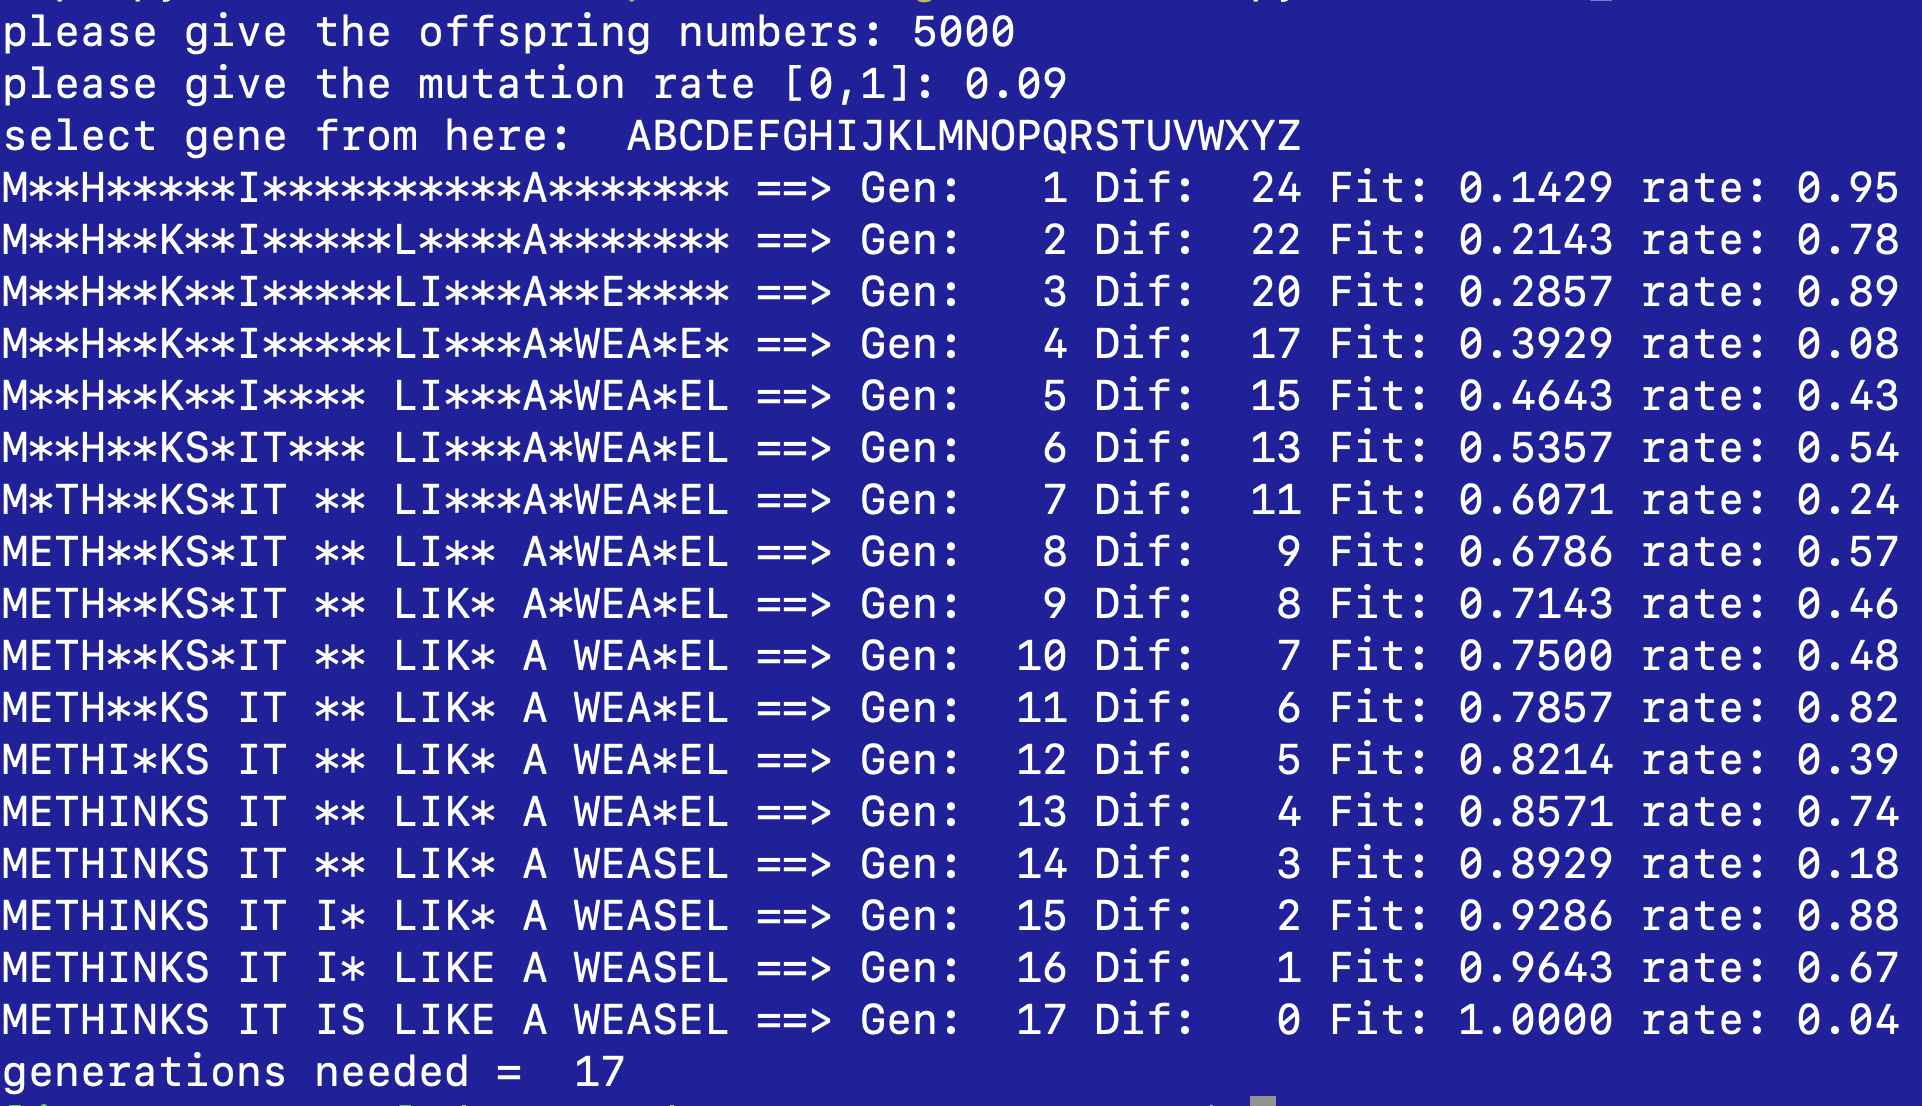 please give the offspring numbers: 5000
please give the mutation rate [0,1]: 0.09
select gene from here:  ABCDEFGHIJKLMNOPQRSTUVWXYZ
M**H*****I**********A******* ==> Gen:   1 Dif:  24 Fit: 0.1429 rate: 0.95
M**H**K**I*****L****A******* ==> Gen:   2 Dif:  22 Fit: 0.2143 rate: 0.78
M**H**K**I*****LI***A**E**** ==> Gen:   3 Dif:  20 Fit: 0.2857 rate: 0.89
M**H**K**I*****LI***A*WEA*E* ==> Gen:   4 Dif:  17 Fit: 0.3929 rate: 0.08
M**H**K**I**** LI***A*WEA*EL ==> Gen:   5 Dif:  15 Fit: 0.4643 rate: 0.43
M**H**KS*IT*** LI***A*WEA*EL ==> Gen:   6 Dif:  13 Fit: 0.5357 rate: 0.54
M*TH**KS*IT ** LI***A*WEA*EL ==> Gen:   7 Dif:  11 Fit: 0.6071 rate: 0.24
METH**KS*IT ** LI** A*WEA*EL ==> Gen:   8 Dif:   9 Fit: 0.6786 rate: 0.57
METH**KS*IT ** LIK* A*WEA*EL ==> Gen:   9 Dif:   8 Fit: 0.7143 rate: 0.46
METH**KS*IT ** LIK* A WEA*EL ==> Gen:  10 Dif:   7 Fit: 0.7500 rate: 0.48
METH**KS IT ** LIK* A WEA*EL ==> Gen:  11 Dif:   6 Fit: 0.7857 rate: 0.82
METHI*KS IT ** LIK* A WEA*EL ==> Gen:  12 Dif:   5 Fit: 0.8214 rate: 0.39
METHINKS IT ** LIK* A WEA*EL ==> Gen:  13 Dif:   4 Fit: 0.8571 rate: 0.74
METHINKS IT ** LIK* A WEASEL ==> Gen:  14 Dif:   3 Fit: 0.8929 rate: 0.18
METHINKS IT I* LIK* A WEASEL ==> Gen:  15 Dif:   2 Fit: 0.9286 rate: 0.88
METHINKS IT I* LIKE A WEASEL ==> Gen:  16 Dif:   1 Fit: 0.9643 rate: 0.67
METHINKS IT IS LIKE A WEASEL ==> Gen:  17 Dif:   0 Fit: 1.0000 rate: 0.04
generations needed =  17